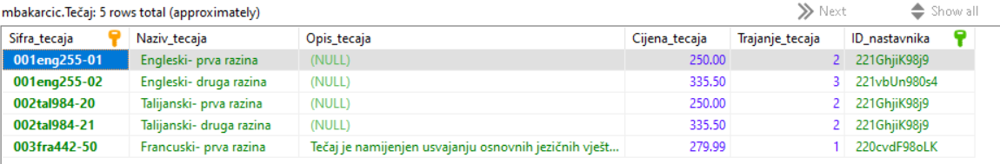 mbakarcic.Tečaj: 5 rows total (approximately) Next Show all
Sifra_tecaja Naziv_tecaja Opis_tecaja Cijena_tecaja Trajanje_tecaja ID_nastavnika
001eng255-01 Engleski- prva razina (NULL) 250.00 2 221GhjiK98j9
001eng255-02 Engleski- druga razina (NULL) 335.50 3 221vbUn980s4
002tal984-20 Talijanski- prva razina (NULL) 250.00 2 221GhjiK98j9
002tal984-21 Talijanski- druga razina (NULL) 335.50 2 221GhjiK98j9
003fra442-50 Francuski- prva razina Tečaj je namijenjen usvajanju osnovnih jezičnih vješt... 279.99 1 220cvdF98oLK